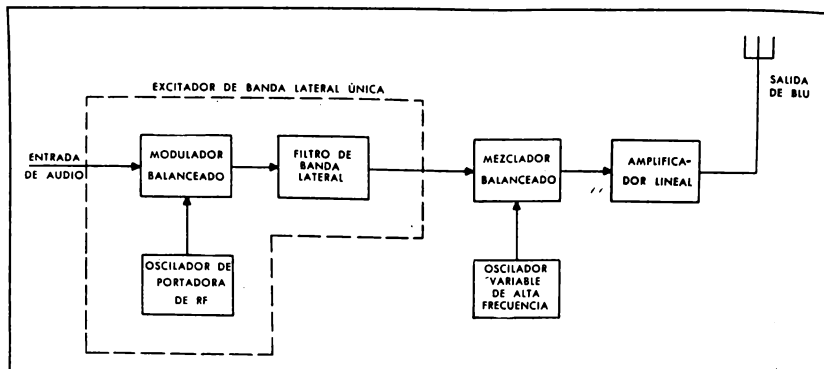 EXCITADOR DE BANDA LATERAL ÚNICA
SALIDA
DE BLU
ENTRADA
DE AUDIO
MODULADOR
BALANCEADO
FILTRO DE
BANDA
LATERAL
MEZCLADOR
BALANCEADO
AMPLIFICA-
DOR LINEAL
OSCILADOR DE
PORTADORA
DE RF
OSCILADOR
VARIABLE
DE ALTA
FRECUENCIA